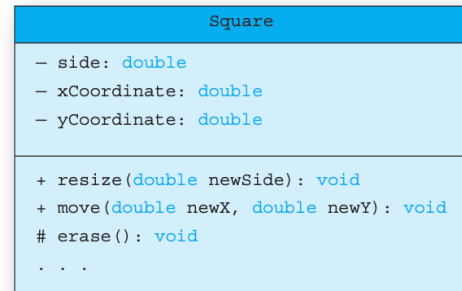 Square
– side: double
– xCoordinate: double
– yCoordinate: double
+ resize(double newSide): void
+ move(double newX, double newY): void
# erase(): void
. . .